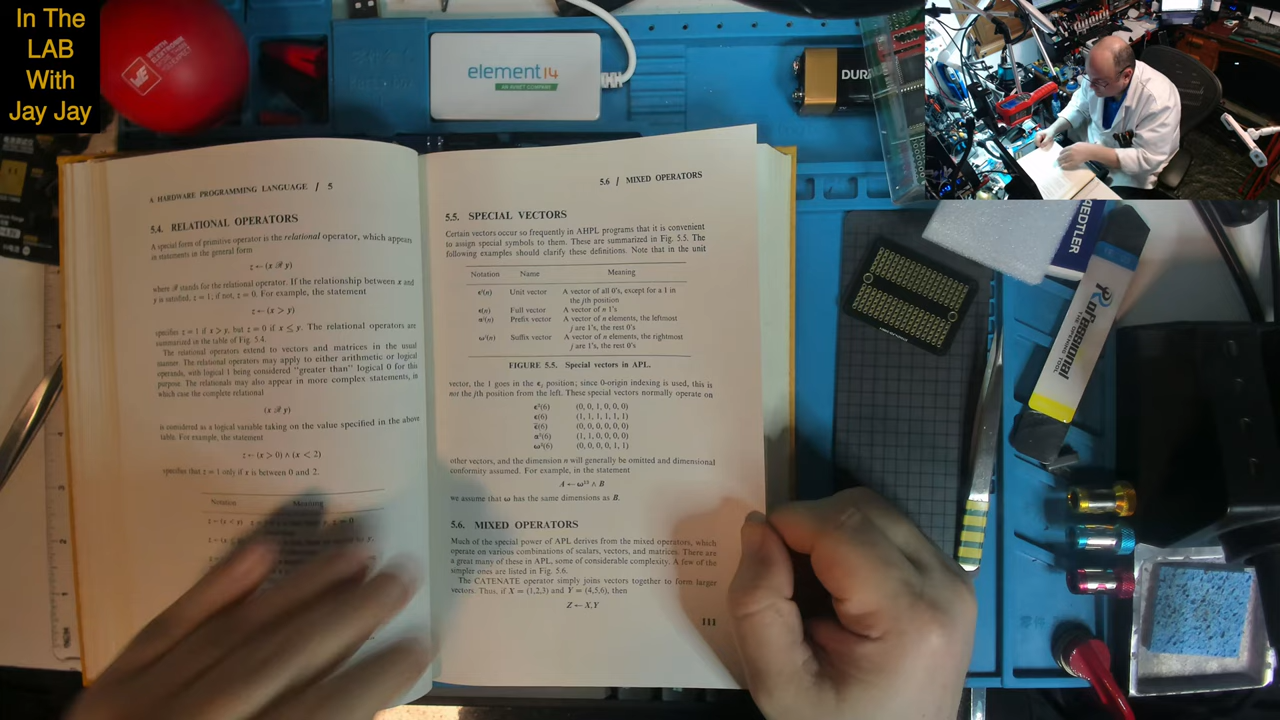 In The
LAB
With
Jay Jay
element14
AN AVNET COMPANY
DURA
AEDTLER
Professional
A HARDWARE PROGRAMMING LANGUAGE / 5
5.4. RELATIONAL OPERATORS
A special form of primitive operator is the relational operator, which appears
in statements in the general form
z←(x ℛ y)
where ℛ stands for the relational operator. If the relationship between x and
y is satisfied, z = 1; if not, z = 0. For example, the statement
z←(x > y)
specifies z = 1 if x > y, but z = 0 if x ≤ y. The relational operators are
summarized in the table of Fig. 5.4.
The relational operators extend to vectors and matrices in the usual
manner. The relational operators may apply to either arithmetic or logical
operands, with logical 1 being considered "greater than" logical 0 for this
purpose. The relationals may also appear in more complex statements, in
which case the complete relational
(x ℛ y)
is considered as a logical variable taking on the value specified in the above
table. For example, the statement
z←(x > 0) ∧ (x < 2)
specifies that z = 1 only if x is between 0 and 2.
Notation Meaning
z←(x < y)
5.6 / MIXED OPERATORS
5.5. SPECIAL VECTORS
Certain vectors occur so frequently in AHPL programs that it is convenient
to assign special symbols to them. These are summarized in Fig. 5.5. The
following examples should clarify these definitions. Note that in the unit
Notation Name Meaning
εʲ(n) Unit vector A vector of all 0's, except for a 1 in
the jth position
ε(n) Full vector A vector of n 1's
αʲ(n) Prefix vector A vector of n elements, the leftmost
j are 1's, the rest 0's
ωʲ(n) Suffix vector A vector of n elements, the rightmost
j are 1's, the rest 0's
FIGURE 5.5. Special vectors in APL.
vector, the 1 goes in the εⱼ position; since 0-origin indexing is used, this is
not the jth position from the left. These special vectors normally operate on
ε²(6) (0, 0, 1, 0, 0, 0)
ε(6) (1, 1, 1, 1, 1, 1)
ε̅(6) (0, 0, 0, 0, 0, 0)
α²(6) (1, 1, 0, 0, 0, 0)
ω²(6) (0, 0, 0, 0, 1, 1)
other vectors, and the dimension n will generally be omitted and dimensional
conformity assumed. For example, in the statement
A←ω¹² ∧ B
we assume that ω has the same dimensions as B.
5.6. MIXED OPERATORS
Much of the special power of APL derives from the mixed operators, which
operate on various combinations of scalars, vectors, and matrices. There are
a great many of these in APL, some of considerable complexity. A few of the
simpler ones are listed in Fig. 5.6.
The CATENATE operator simply joins vectors together to form larger
vectors. Thus, if X = (1,2,3) and Y = (4,5,6), then
Z←X,Y
111